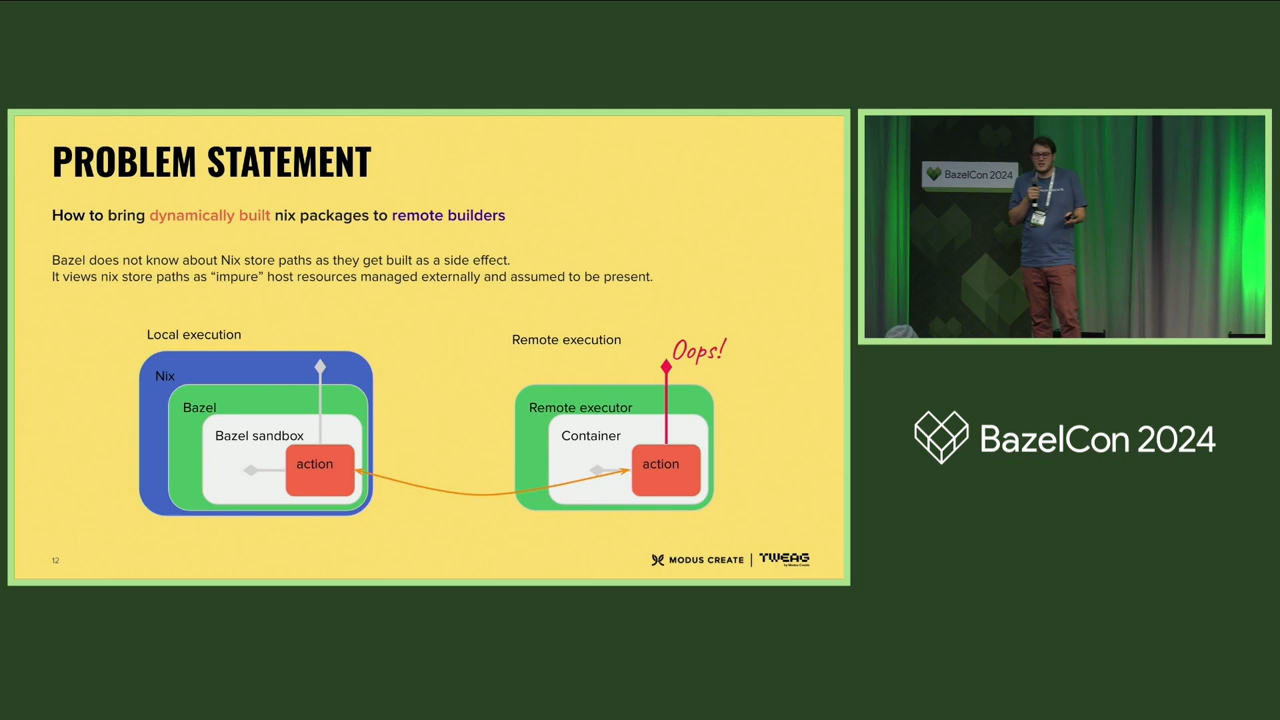 PROBLEM STATEMENT
How to bring dynamically built nix packages to remote builders
Bazel does not know about Nix store paths as they get built as a side effect.
It views nix store paths as “impure” host resources managed externally and assumed to be present.
Local execution
Nix
Bazel
Bazel sandbox
action
Remote execution
Oops!
Remote executor
Container
action
12
MODUS CREATE
TWEAG
by Modus Create
BazelCon 2024
BazelCon 2024